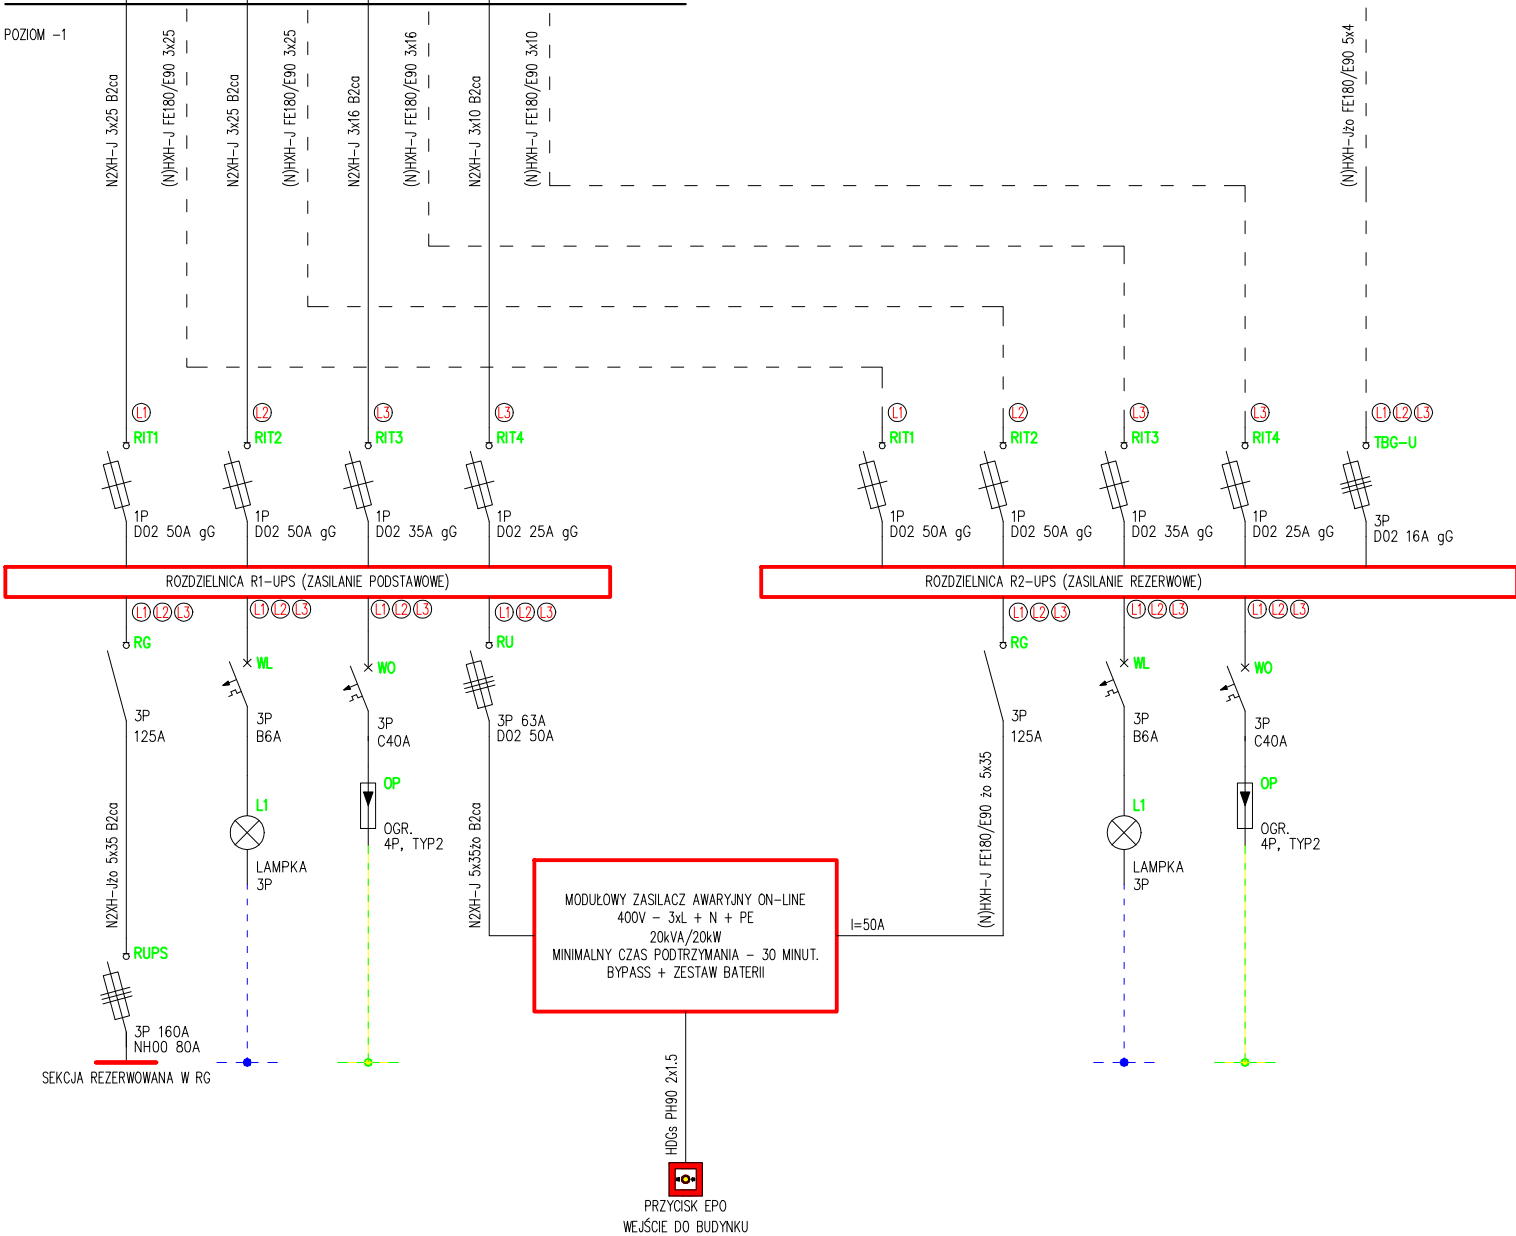 POZIOM -1
N2XH-J 3x25 B2ca
(N)HXH-J FE180/E90 3x25
N2XH-J 3x25 B2ca
(N)HXH-J FE180/E90 3x25
N2XH-J 3x16 B2ca
(N)HXH-J FE180/E90 3x16
N2XH-J 3x10 B2ca
(N)HXH-J FE180/E90 3x10
(N)HXH-Jżo FE180/E90 5x4
L1
RIT1
1P
D02 50A gG
L2
RIT2
1P
D02 50A gG
L3
RIT3
1P
D02 35A gG
L3
RIT4
1P
D02 25A gG
L1
RIT1
1P
D02 50A gG
L2
RIT2
1P
D02 50A gG
L3
RIT3
1P
D02 35A gG
L3
RIT4
1P
D02 25A gG
L1 L2 L3
TBG-U
3P
D02 16A gG
ROZDZIELNICA R1-UPS (ZASILANIE PODSTAWOWE)
ROZDZIELNICA R2-UPS (ZASILANIE REZERWOWE)
L1 L2 L3
RG
3P
125A
N2XH-Jżo 5x35 B2ca
RUPS
3P 160A
NH00 80A
SEKCJA REZERWOWANA W RG
L1 L2 L3
WL
3P
B6A
L1
LAMPKA
3P
L1 L2 L3
WO
3P
C40A
OP
OGR.
4P, TYP2
L1 L2 L3
RU
3P 63A
D02 50A
N2XH-J 5x35żo B2ca
MODUŁOWY ZASILACZ AWARYJNY ON-LINE
400V - 3xL + N + PE
20kVA/20kW
MINIMALNY CZAS PODTRZYMANIA - 30 MINUT.
BYPASS + ZESTAW BATERII
I=50A
HDGs PH90 2x1.5
PRZYCISK EPO
WEJŚCIE DO BUDYNKU
L1 L2 L3
RG
3P
125A
(N)HXH-J FE180/E90 żo 5x35
L1 L2 L3
WL
3P
B6A
L1
LAMPKA
3P
L1 L2 L3
WO
3P
C40A
OP
OGR.
4P, TYP2